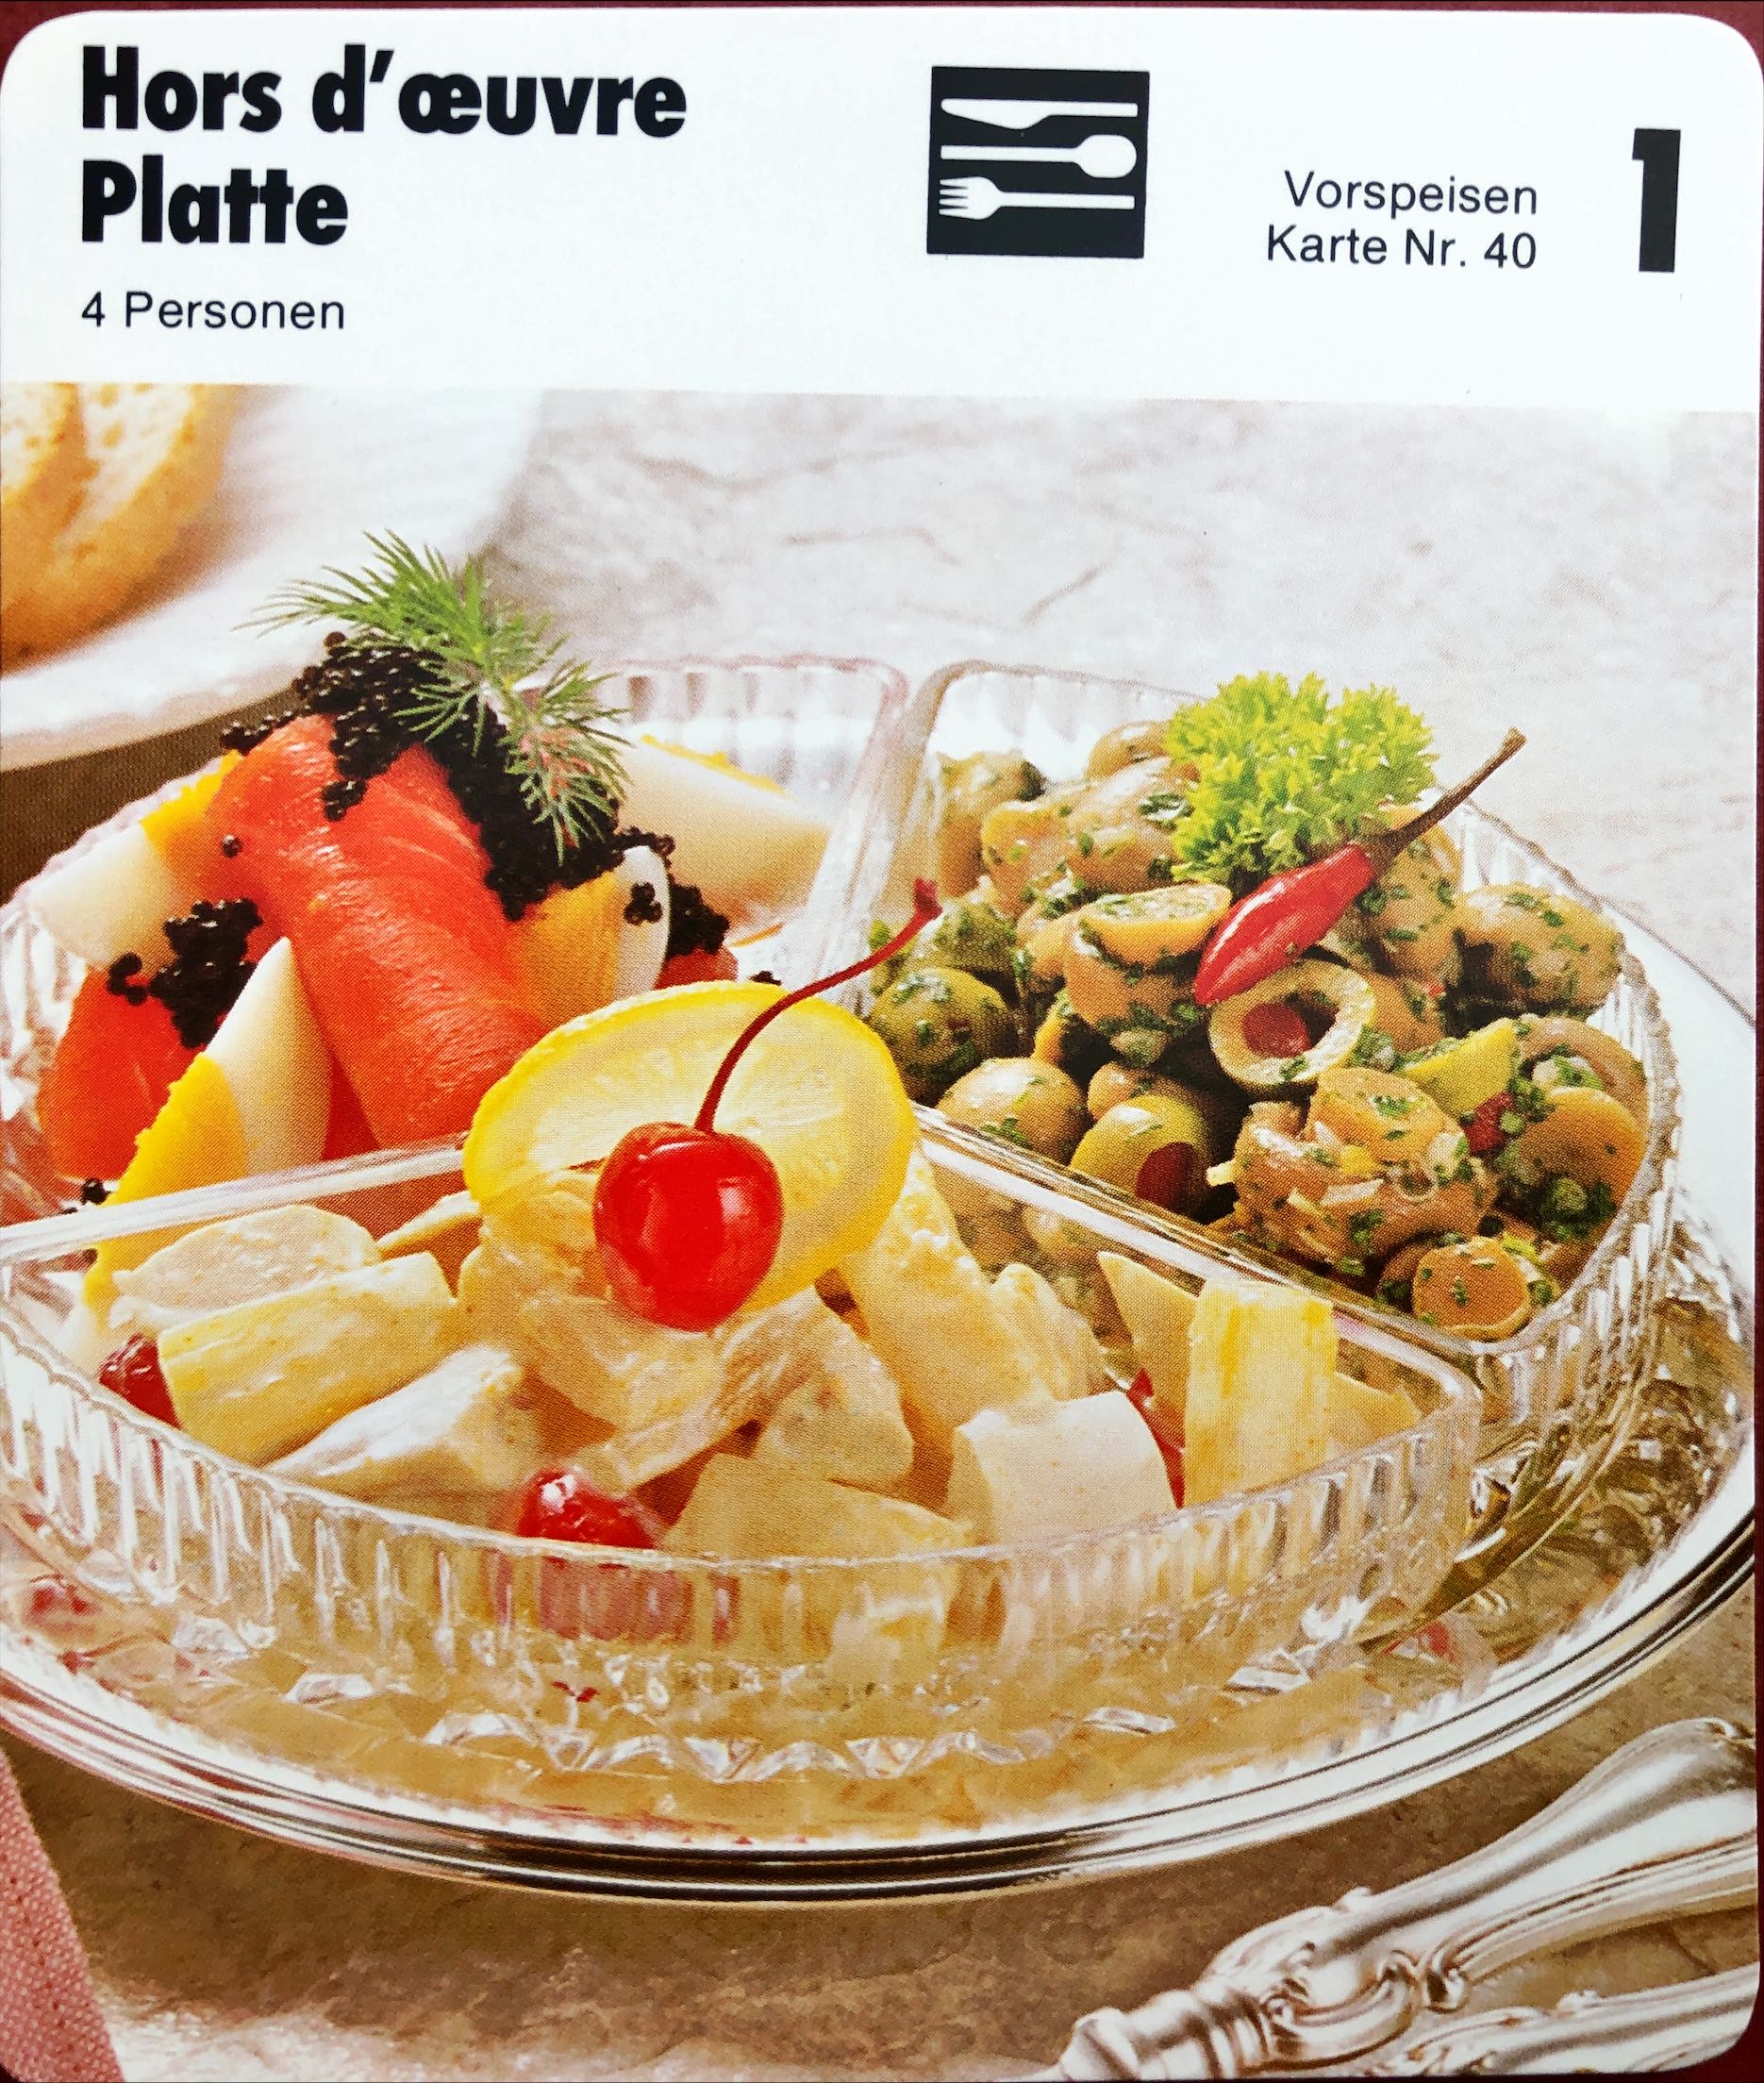 Hors d'œuvre
Platte
4 Personen
Vorspeisen
Karte Nr. 40
1